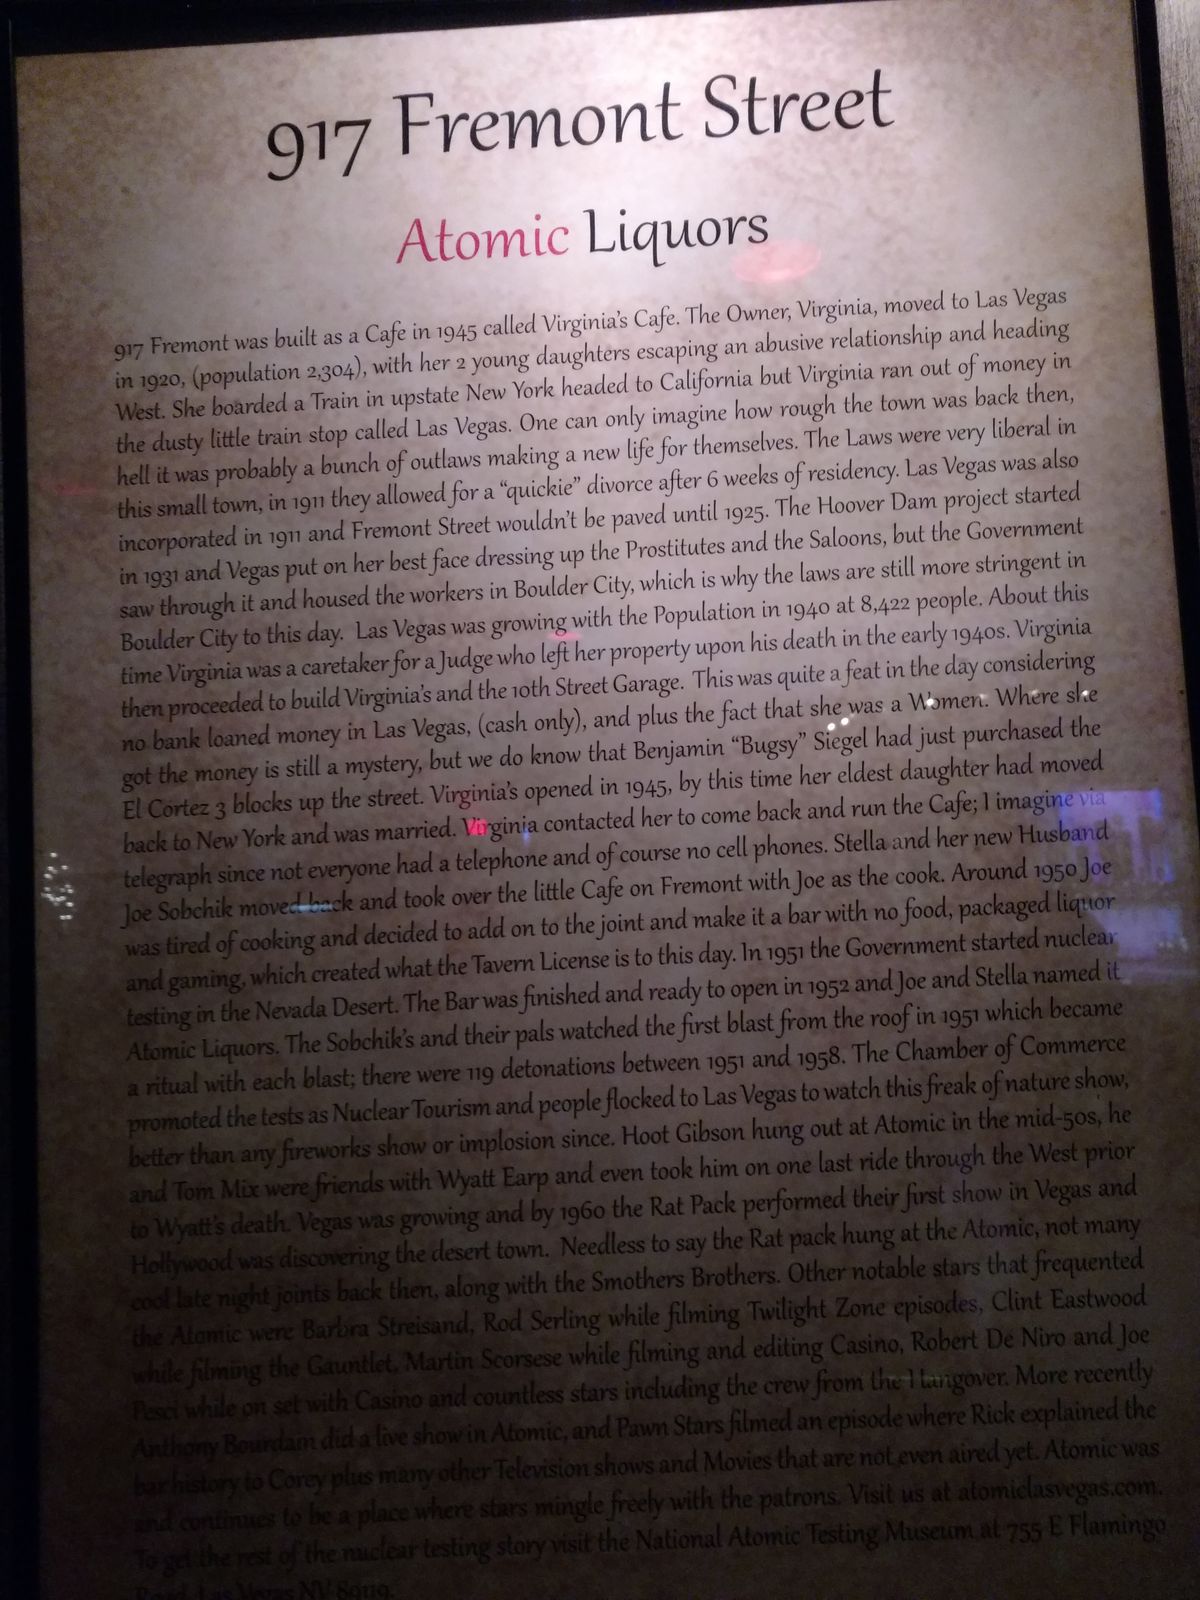 917 Fremont Street
Atomic Liquors
917 Fremont was built as a Cafe in 1945 called Virginia's Cafe. The Owner, Virginia, moved to Las Vegas
in 1920, (population 2,304), with her 2 young daughters escaping an abusive relationship and heading
West. She boarded a Train in upstate New York headed to California but Virginia ran out of money in
the dusty little train stop called Las Vegas. One can only imagine how rough the town was back then,
hell it was probably a bunch of outlaws making a new life for themselves. The Laws were very liberal in
this small town, in 1911 they allowed for a "quickie" divorce after 6 weeks of residency. Las Vegas was also
incorporated in 1911 and Fremont Street wouldn't be paved until 1925. The Hoover Dam project started
in 1931 and Vegas put on her best face dressing up the Prostitutes and the Saloons, but the Government
saw through it and housed the workers in Boulder City, which is why the laws are still more stringent in
Boulder City to this day. Las Vegas was growing with the Population in 1940 at 8,422 people. About this
time Virginia was a caretaker for a Judge who left her property upon his death in the early 1940s. Virginia
then proceeded to build Virginia's and the 10th Street Garage. This was quite a feat in the day considering
no bank loaned money in Las Vegas, (cash only), and plus the fact that she was a Women. Where she
got the money is still a mystery, but we do know that Benjamin "Bugsy" Siegel had just purchased the
El Cortez 3 blocks up the street. Virginia's opened in 1945, by this time her eldest daughter had moved
back to New York and was married. Virginia contacted her to come back and run the Cafe; I imagine via
telegraph since not everyone had a telephone and of course no cell phones. Stella and her new Husband
Joe Sobchik moved back and took over the little Cafe on Fremont with Joe as the cook. Around 1950 Joe
was tired of cooking and decided to add on to the joint and make it a bar with no food, packaged liquor
and gaming, which created what the Tavern License is to this day. In 1951 the Government started nuclear
testing in the Nevada Desert. The Bar was finished and ready to open in 1952 and Joe and Stella named it
Atomic Liquors. The Sobchik's and their pals watched the first blast from the roof in 1951 which became
a ritual with each blast; there were 119 detonations between 1951 and 1958. The Chamber of Commerce
promoted the tests as Nuclear Tourism and people flocked to Las Vegas to watch this freak of nature show,
better than any fireworks show or implosion since. Hoot Gibson hung out at Atomic in the mid-50s, he
and Tom Mix were friends with Wyatt Earp and even took him on one last ride through the West prior
to Wyatt's death. Vegas was growing and by 1960 the Rat Pack performed their first show in Vegas and
Hollywood was discovering the desert town. Needless to say the Rat pack hung at the Atomic, not many
cool late night joints back then, along with the Smothers Brothers. Other notable stars that frequented
the Atomic were Barbra Streisand, Rod Serling while filming Twilight Zone episodes, Clint Eastwood
while filming the Gauntlet, Martin Scorsese while filming and editing Casino, Robert De Niro and Joe
Pesci while on set with Casino and countless stars including the crew from the Hangover. More recently
Anthony Bourdain did a live show in Atomic, and Pawn Stars filmed an episode where Rick explained the
bar history to Corey plus many other Television shows and Movies that are not even aired yet. Atomic was
and continues to be a place where stars mingle freely with the patrons. Visit us at atomiclasvegas.com.
To get the rest of the nuclear testing story visit the National Atomic Testing Museum at 755 E Flamingo
Road, Las Vegas NV 89119.